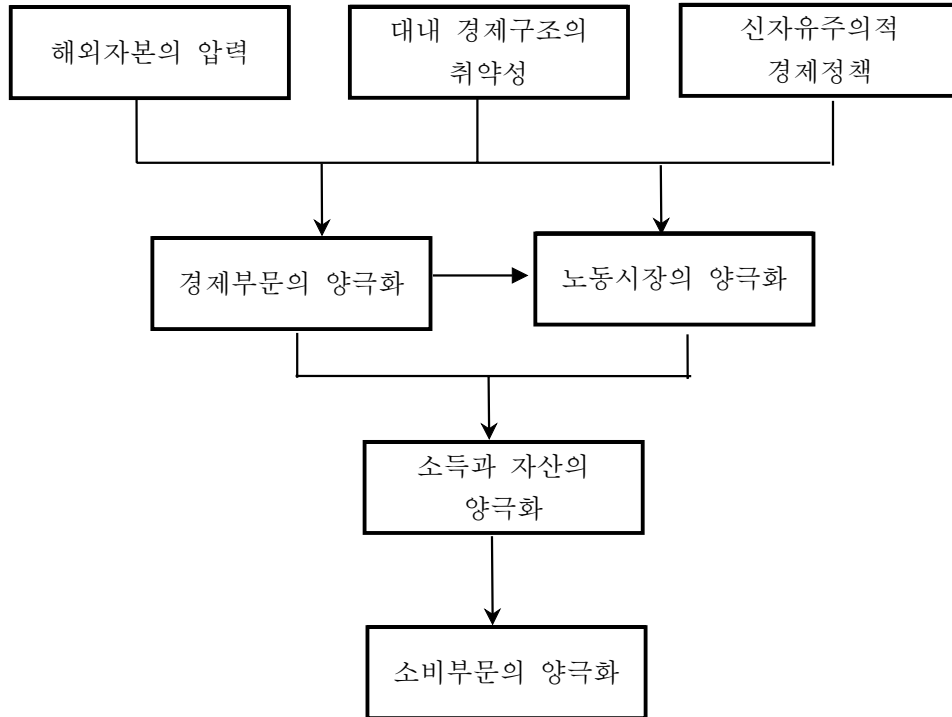 해외자본의 압력
대내 경제구조의
취약성
신자유주의적
경제정책
경제부문의 양극화
노동시장의 양극화
소득과 자산의
양극화
소비부문의 양극화